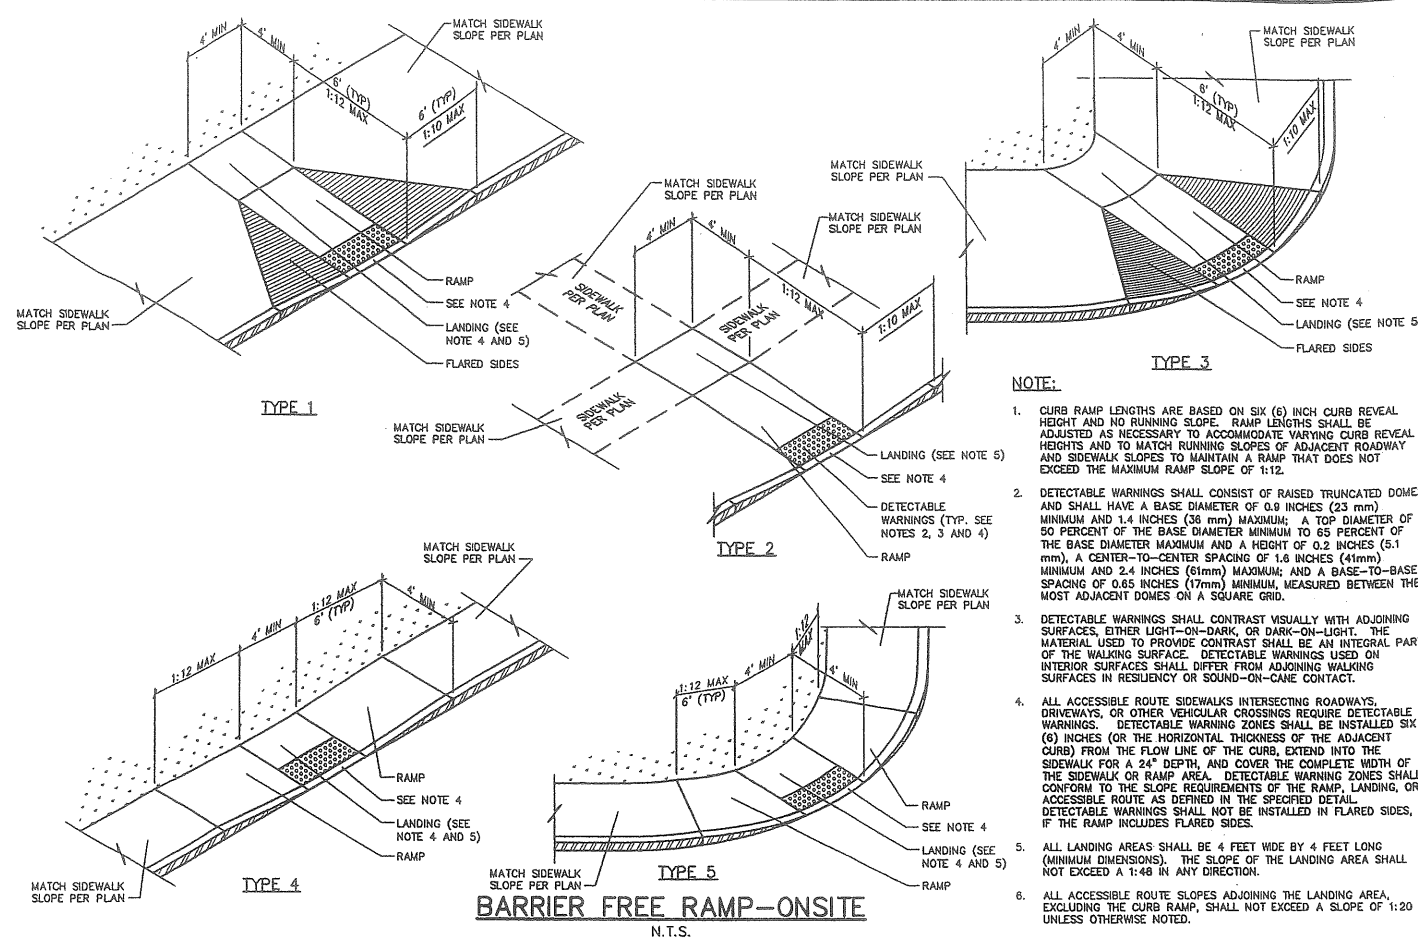 MATCH SIDEWALK
SLOPE PER PLAN
4' MIN
4' MIN
6' (TYP)
1:12 MAX
6' (TYP)
1:10 MAX
MATCH SIDEWALK
SLOPE PER PLAN
RAMP
SEE NOTE 4
LANDING (SEE
NOTE 4 AND 5)
FLARED SIDES
TYPE 1
MATCH SIDEWALK
SLOPE PER PLAN
MATCH SIDEWALK
SLOPE PER PLAN
4' MIN
4' MIN
1:12 MAX
1:10 MAX
SIDEWALK
PER PLAN
SIDEWALK
PER PLAN
SIDEWALK
PER PLAN
MATCH SIDEWALK
SLOPE PER PLAN
LANDING (SEE NOTE 5)
SEE NOTE 4
DETECTABLE
WARNINGS (TYP. SEE
NOTES 2, 3 AND 4)
RAMP
TYPE 2
MATCH SIDEWALK
SLOPE PER PLAN
MATCH SIDEWALK
SLOPE PER PLAN
4' MIN
4' MIN
6' (TYP)
1:12 MAX
1:10 MAX
RAMP
SEE NOTE 4
LANDING (SEE NOTE 5
FLARED SIDES
TYPE 3
MATCH SIDEWALK
SLOPE PER PLAN
1:12 MAX
4' MIN
1:12 MAX
6' (TYP)
4' MIN
RAMP
SEE NOTE 4
LANDING (SEE
NOTE 4 AND 5)
RAMP
MATCH SIDEWALK
SLOPE PER PLAN
TYPE 4
MATCH SIDEWALK
SLOPE PER PLAN
1:12 MAX
6' (TYP)
4' MIN
1:12
MAX
4' MIN
RAMP
SEE NOTE 4
LANDING (SEE
NOTE 4 AND 5)
RAMP
MATCH SIDEWALK
SLOPE PER PLAN
TYPE 5
BARRIER FREE RAMP-ONSITE
N.T.S.
NOTE:
1. CURB RAMP LENGTHS ARE BASED ON SIX (6) INCH CURB REVEAL
HEIGHT AND NO RUNNING SLOPE. RAMP LENGTHS SHALL BE
ADJUSTED AS NECESSARY TO ACCOMMODATE VARYING CURB REVEAL
HEIGHTS AND TO MATCH RUNNING SLOPES OF ADJACENT ROADWAY
AND SIDEWALK SLOPES TO MAINTAIN A RAMP THAT DOES NOT
EXCEED THE MAXIMUM RAMP SLOPE OF 1:12.
2. DETECTABLE WARNINGS SHALL CONSIST OF RAISED TRUNCATED DOME
AND SHALL HAVE A BASE DIAMETER OF 0.9 INCHES (23 mm)
MINIMUM AND 1.4 INCHES (36 mm) MAXIMUM; A TOP DIAMETER OF
50 PERCENT OF THE BASE DIAMETER MINIMUM TO 65 PERCENT OF
THE BASE DIAMETER MAXIMUM AND A HEIGHT OF 0.2 INCHES (5.1
mm), A CENTER-TO-CENTER SPACING OF 1.6 INCHES (41mm)
MINIMUM AND 2.4 INCHES (61mm) MAXIMUM; AND A BASE-TO-BASE
SPACING OF 0.65 INCHES (17mm) MINIMUM, MEASURED BETWEEN THE
MOST ADJACENT DOMES ON A SQUARE GRID.
3. DETECTABLE WARNINGS SHALL CONTRAST VISUALLY WITH ADJOINING
SURFACES, EITHER LIGHT-ON-DARK, OR DARK-ON-LIGHT. THE
MATERIAL USED TO PROVIDE CONTRAST SHALL BE AN INTEGRAL PAR
OF THE WALKING SURFACE. DETECTABLE WARNINGS USED ON
INTERIOR SURFACES SHALL DIFFER FROM ADJOINING WALKING
SURFACES IN RESILIENCY OR SOUND-ON-CANE CONTACT.
4. ALL ACCESSIBLE ROUTE SIDEWALKS INTERSECTING ROADWAYS,
DRIVEWAYS, OR OTHER VEHICULAR CROSSINGS REQUIRE DETECTABLE
WARNINGS. DETECTABLE WARNING ZONES SHALL BE INSTALLED SIX
(6) INCHES (OR THE HORIZONTAL THICKNESS OF THE ADJACENT
CURB) FROM THE FLOW LINE OF THE CURB, EXTEND INTO THE
SIDEWALK FOR A 24" DEPTH, AND COVER THE COMPLETE WIDTH OF
THE SIDEWALK OR RAMP AREA. DETECTABLE WARNING ZONES SHALL
CONFORM TO THE SLOPE REQUIREMENTS OF THE RAMP, LANDING, OR
ACCESSIBLE ROUTE AS DEFINED IN THE SPECIFIED DETAIL.
DETECTABLE WARNINGS SHALL NOT BE INSTALLED IN FLARED SIDES,
IF THE RAMP INCLUDES FLARED SIDES.
5. ALL LANDING AREAS SHALL BE 4 FEET WIDE BY 4 FEET LONG
(MINIMUM DIMENSIONS). THE SLOPE OF THE LANDING AREA SHALL
NOT EXCEED A 1:48 IN ANY DIRECTION.
6. ALL ACCESSIBLE ROUTE SLOPES ADJOINING THE LANDING AREA,
EXCLUDING THE CURB RAMP, SHALL NOT EXCEED A SLOPE OF 1:20
UNLESS OTHERWISE NOTED.